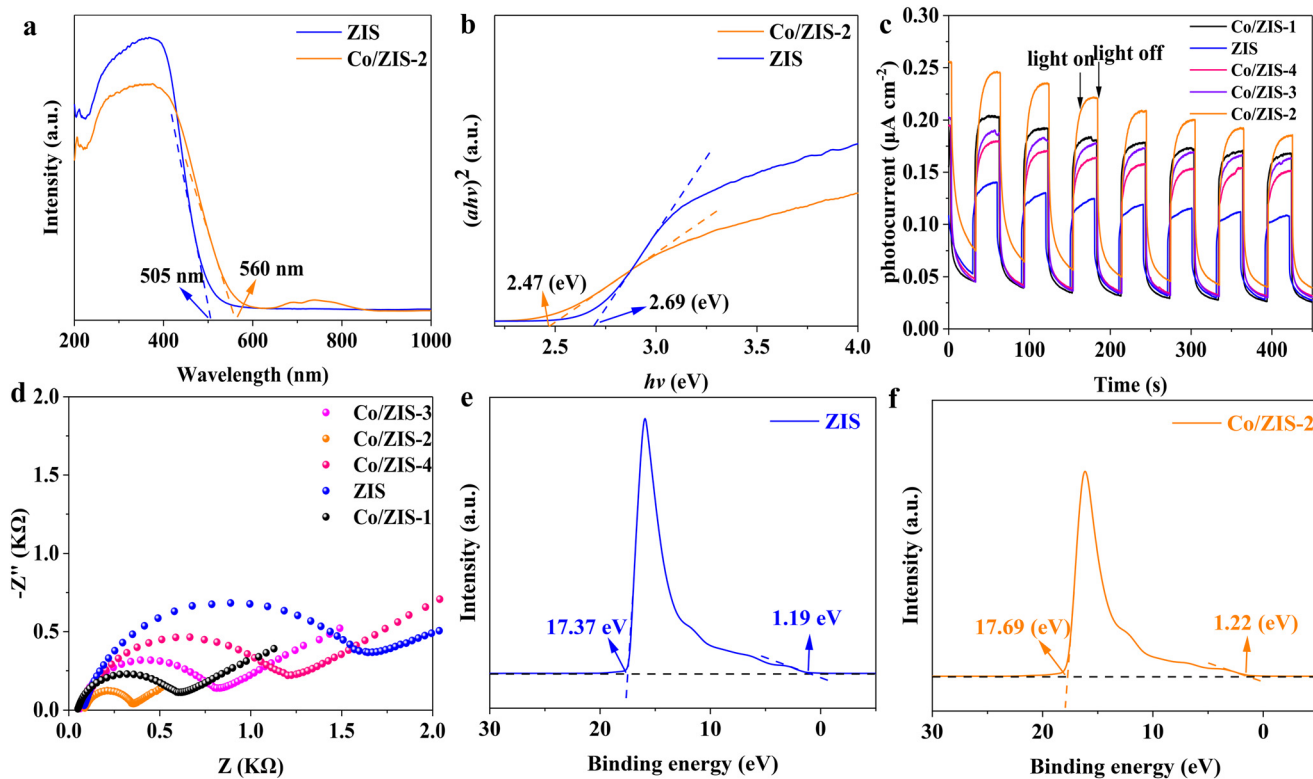 a
ZIS
Co/ZIS-2
Intensity (a.u.)
505 nm
560 nm
200 400 600 800 1000
Wavelength (nm)
b
Co/ZIS-2
ZIS
(ahv)²(a.u.)
2.47 (eV)
2.69 (eV)
2.5 3.0 3.5 4.0
hv (eV)
c
Co/ZIS-1
ZIS
Co/ZIS-4
Co/ZIS-3
Co/ZIS-2
light on
light off
photocurrent (μA cm⁻²)
0.30
0.25
0.20
0.15
0.10
0.05
0.00
0 100 200 300 400
Time (s)
d
Co/ZIS-3
Co/ZIS-2
Co/ZIS-4
ZIS
Co/ZIS-1
-Z'' (KΩ)
2.0
1.5
1.0
0.5
0.0
0.0 0.5 1.0 1.5 2.0
Z (KΩ)
e
ZIS
Intensity (a.u.)
17.37 eV
1.19 eV
30 20 10 0
Binding energy (eV)
f
Co/ZIS-2
Intensity (a.u.)
17.69 (eV)
1.22 (eV)
30 20 10 0
Binding energy (eV)